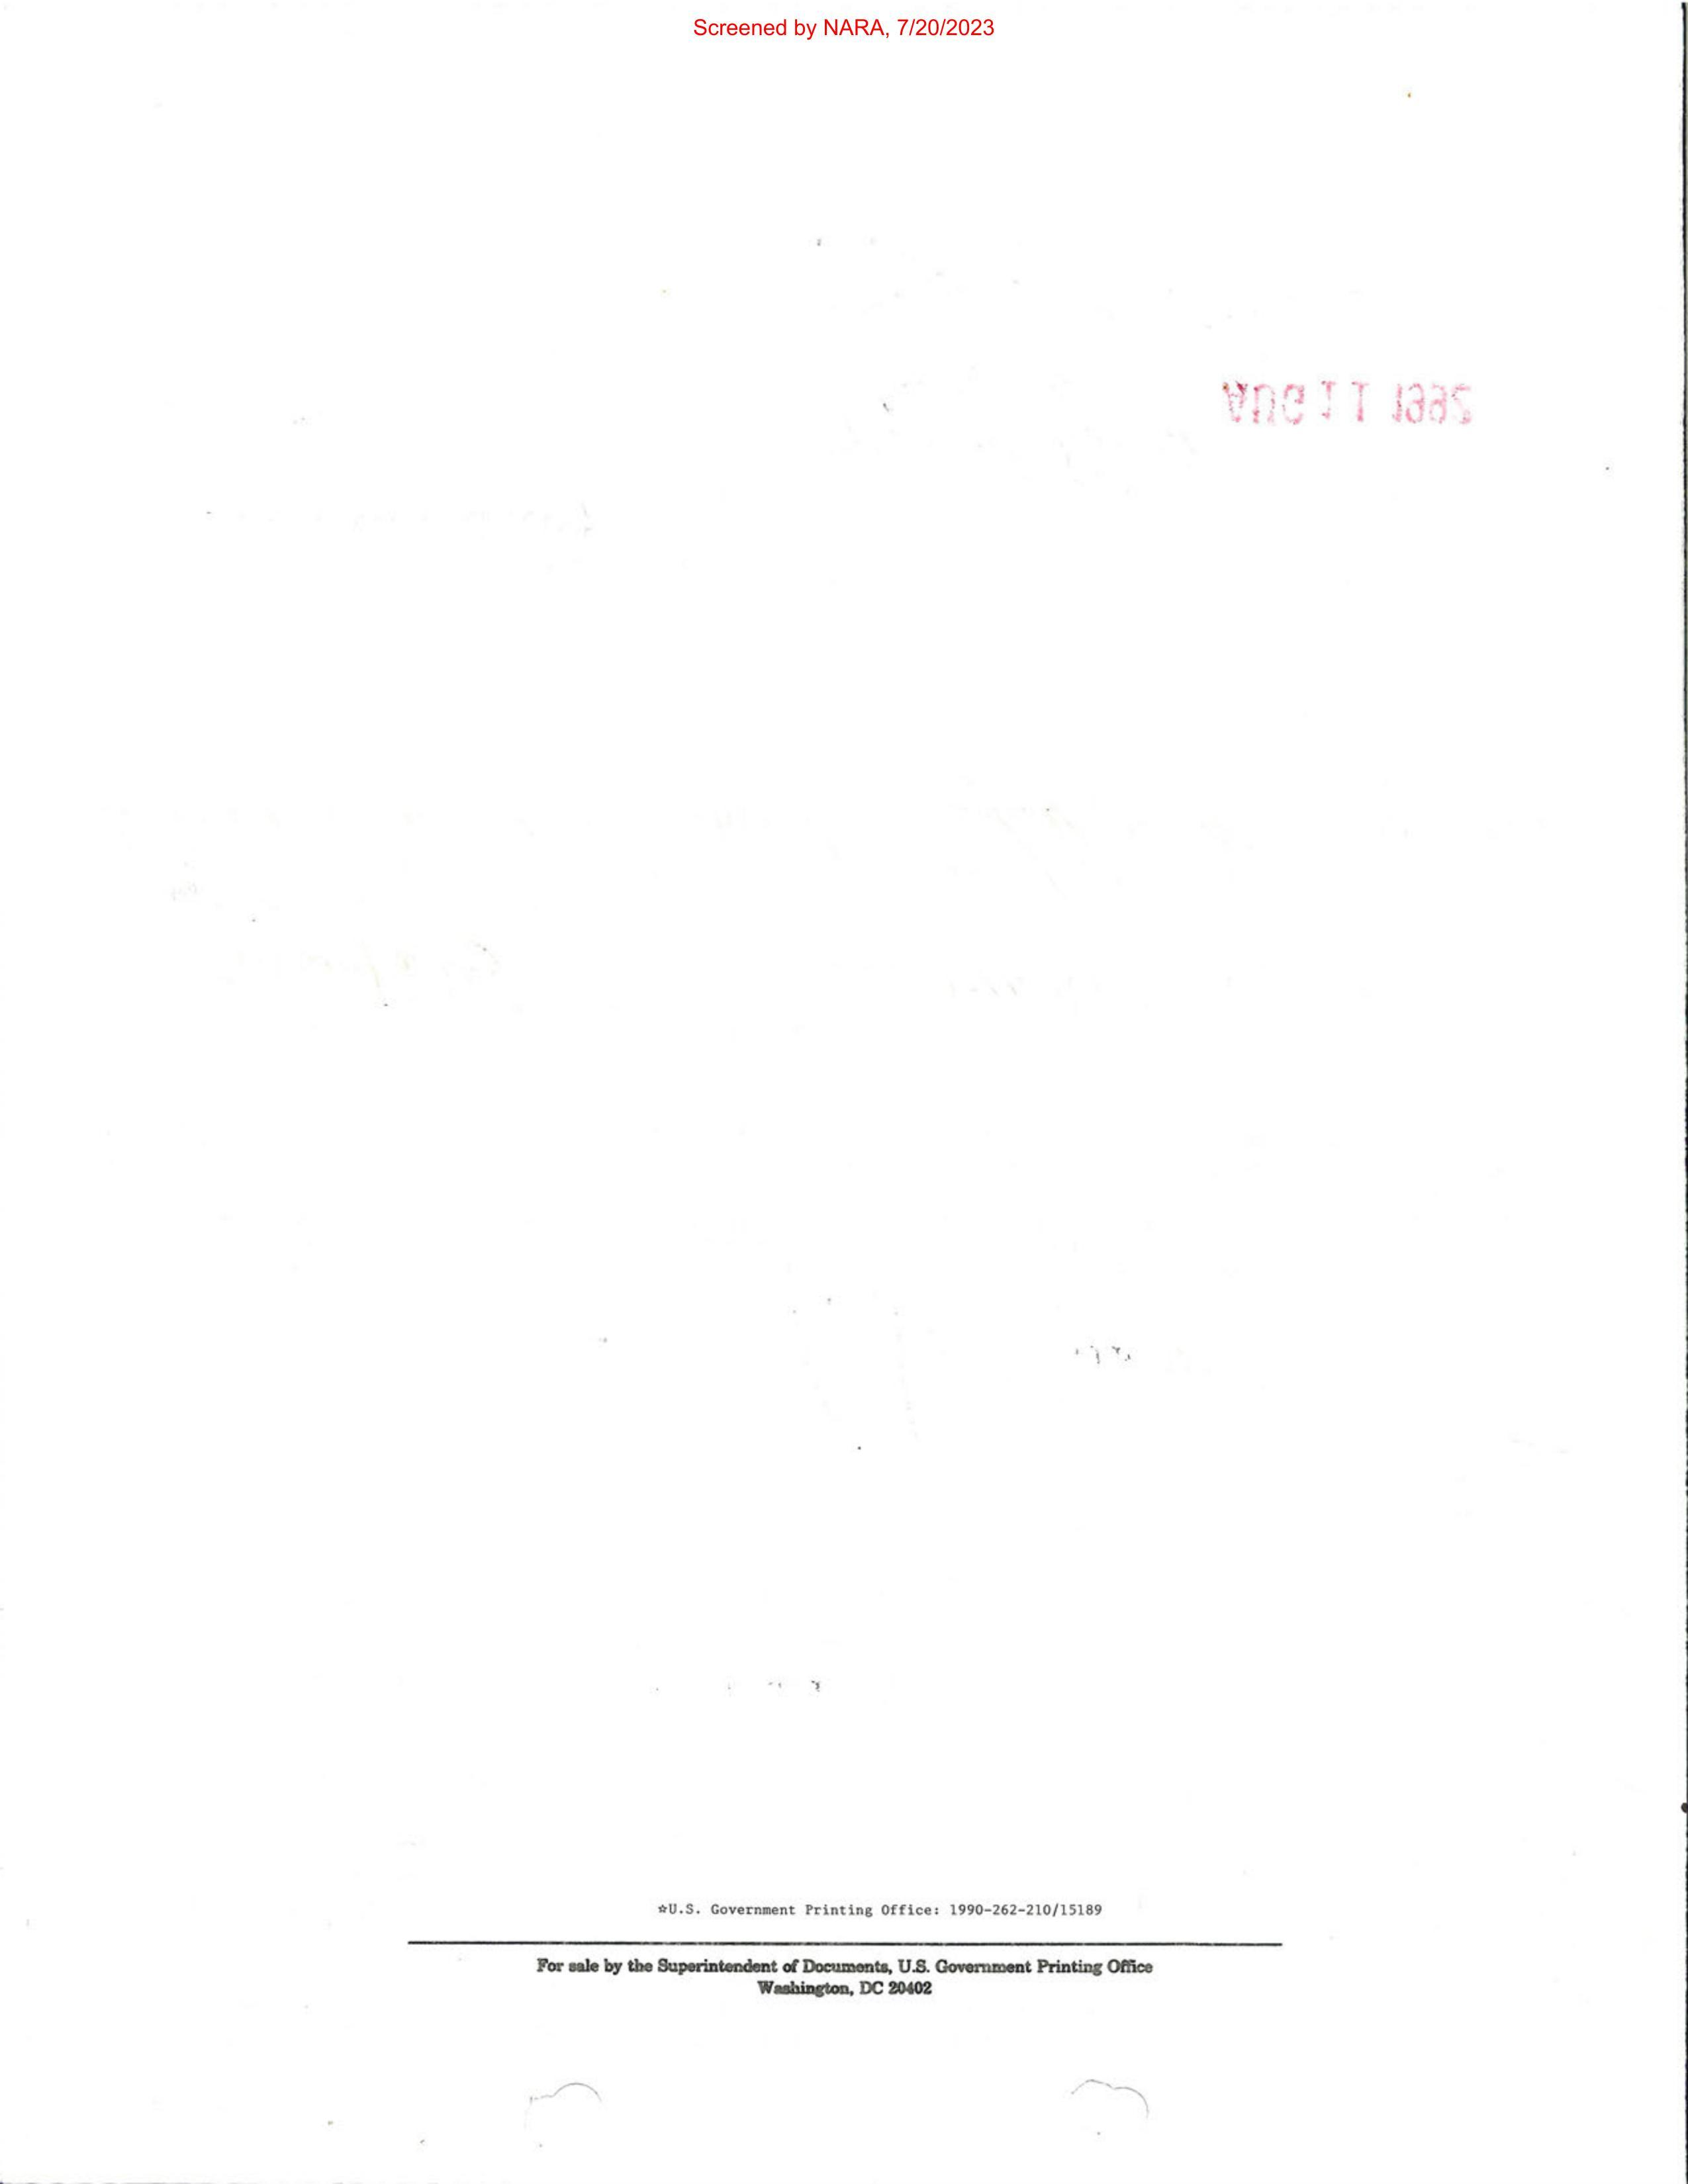 Screened by NARA, 7/20/2023
AUG 11 1992
☆U.S. Government Printing Office: 1990-262-210/15189
For sale by the Superintendent of Documents, U.S. Government Printing Office
Washington, DC 20402